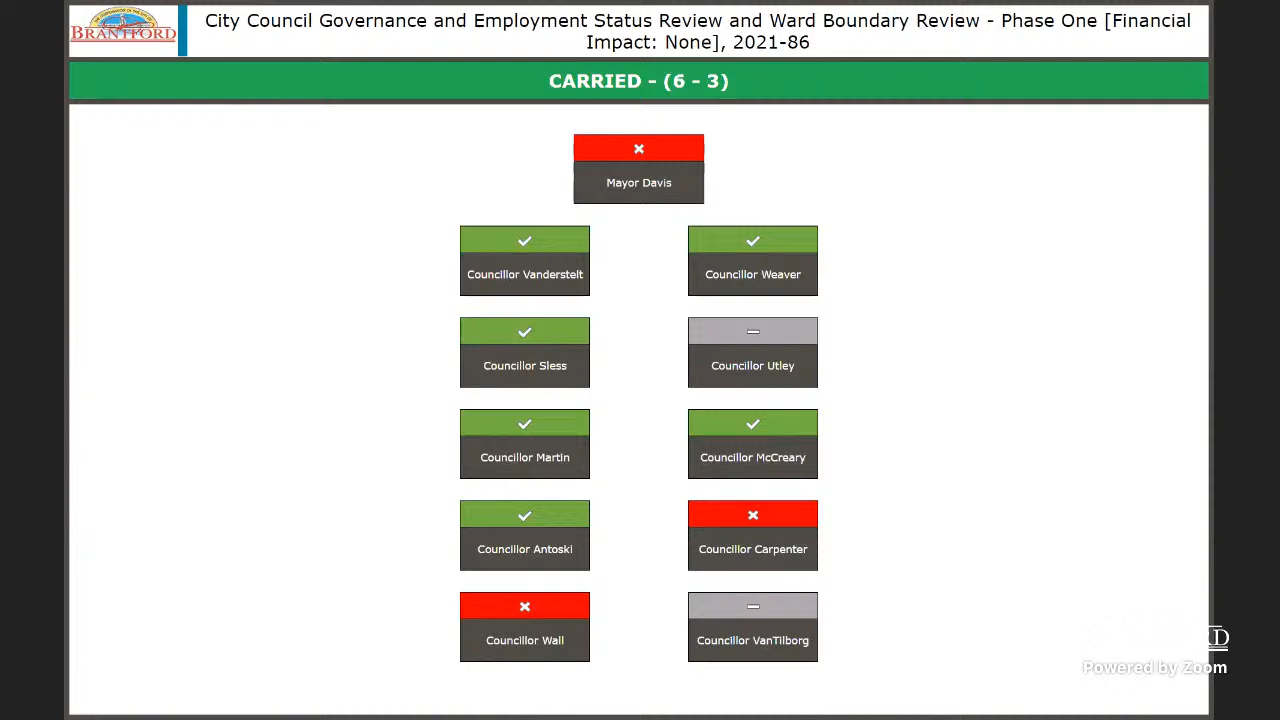 City Council Governance and Employment Status Review and Ward Boundary Review - Phase One [Financial
Impact: None], 2021-86
BRANTFORD
CARRIED - (6 - 3)
Mayor Davis
Councillor Vanderstelt
Councillor Weaver
Councillor Sless
Councillor Utley
Councillor Martin
Councillor McCreary
Councillor Antoski
Councillor Carpenter
Councillor Wall
Councillor VanTilborg
Powered by Zoom